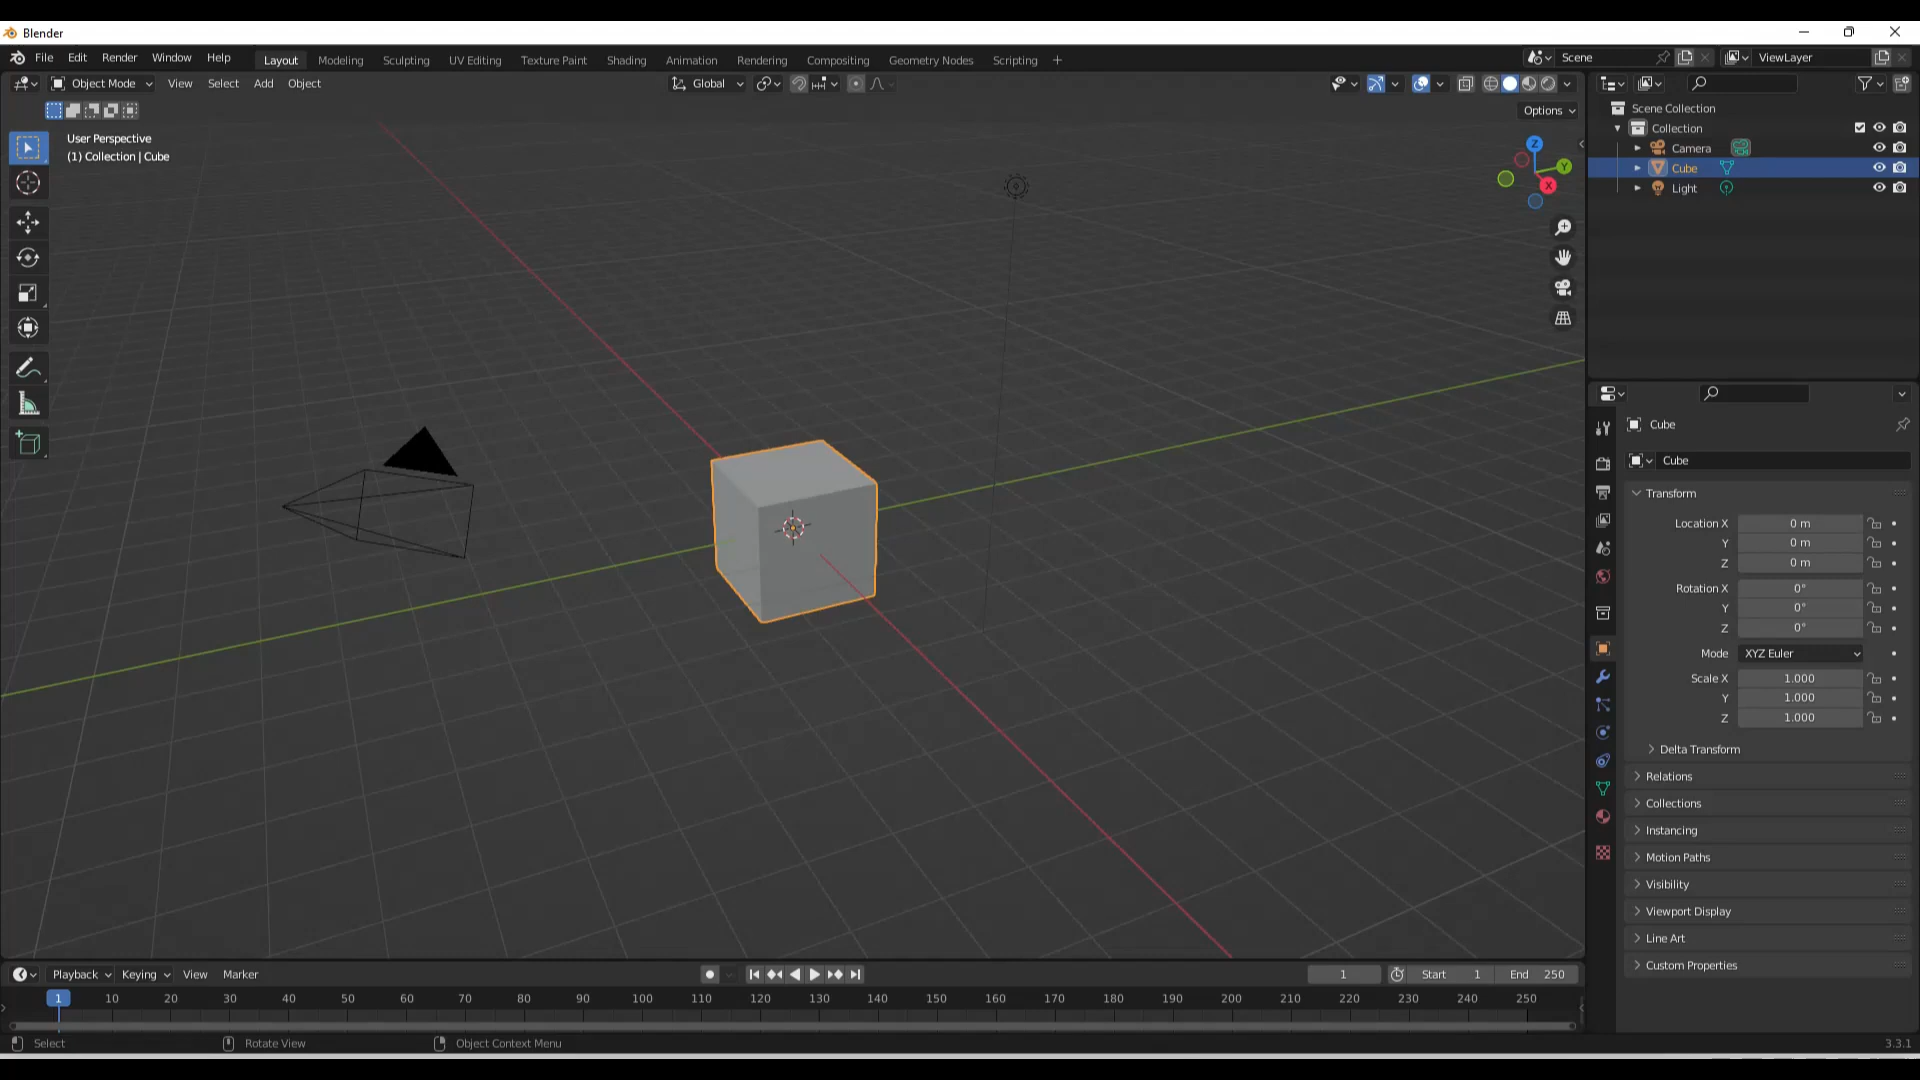 Blender
File Edit Render Window Help Layout Modeling Sculpting UV Editing Texture Paint Shading Animation Rendering Compositing Geometry Nodes Scripting + Scene ViewLayer
Object Mode View Select Add Object Global
Options
User Perspective
(1) Collection | Cube
Z
Y
X
Scene Collection
Collection
Camera
Cube
Light
Cube
Cube
Transform
Location X 0 m
Y 0 m
Z 0 m
Rotation X 0°
Y 0°
Z 0°
Mode XYZ Euler
Scale X 1.000
Y 1.000
Z 1.000
Delta Transform
Relations
Collections
Instancing
Motion Paths
Visibility
Viewport Display
Line Art
Custom Properties
Playback Keying View Marker 1 Start 1 End 250
1 10 20 30 40 50 60 70 80 90 100 110 120 130 140 150 160 170 180 190 200 210 220 230 240 250
Select Rotate View Object Context Menu 3.3.1